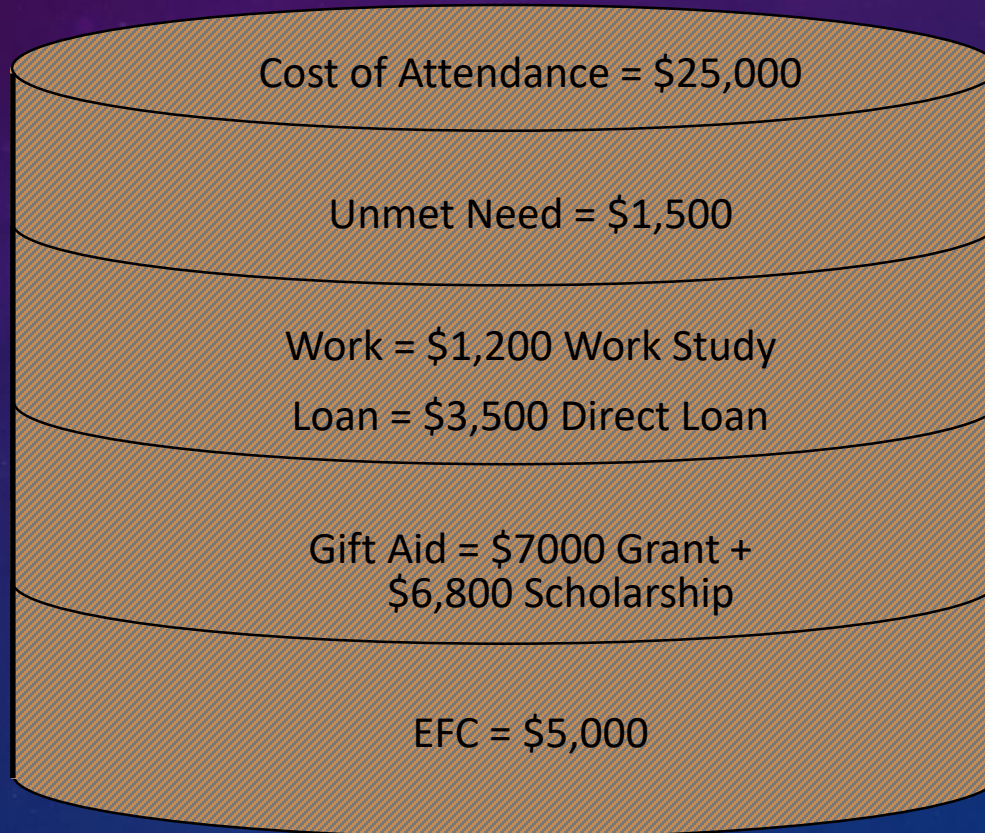 Cost of Attendance = $25,000
Unmet Need = $1,500
Work = $1,200 Work Study
Loan = $3,500 Direct Loan
Gift Aid = $7000 Grant +
$6,800 Scholarship
EFC = $5,000